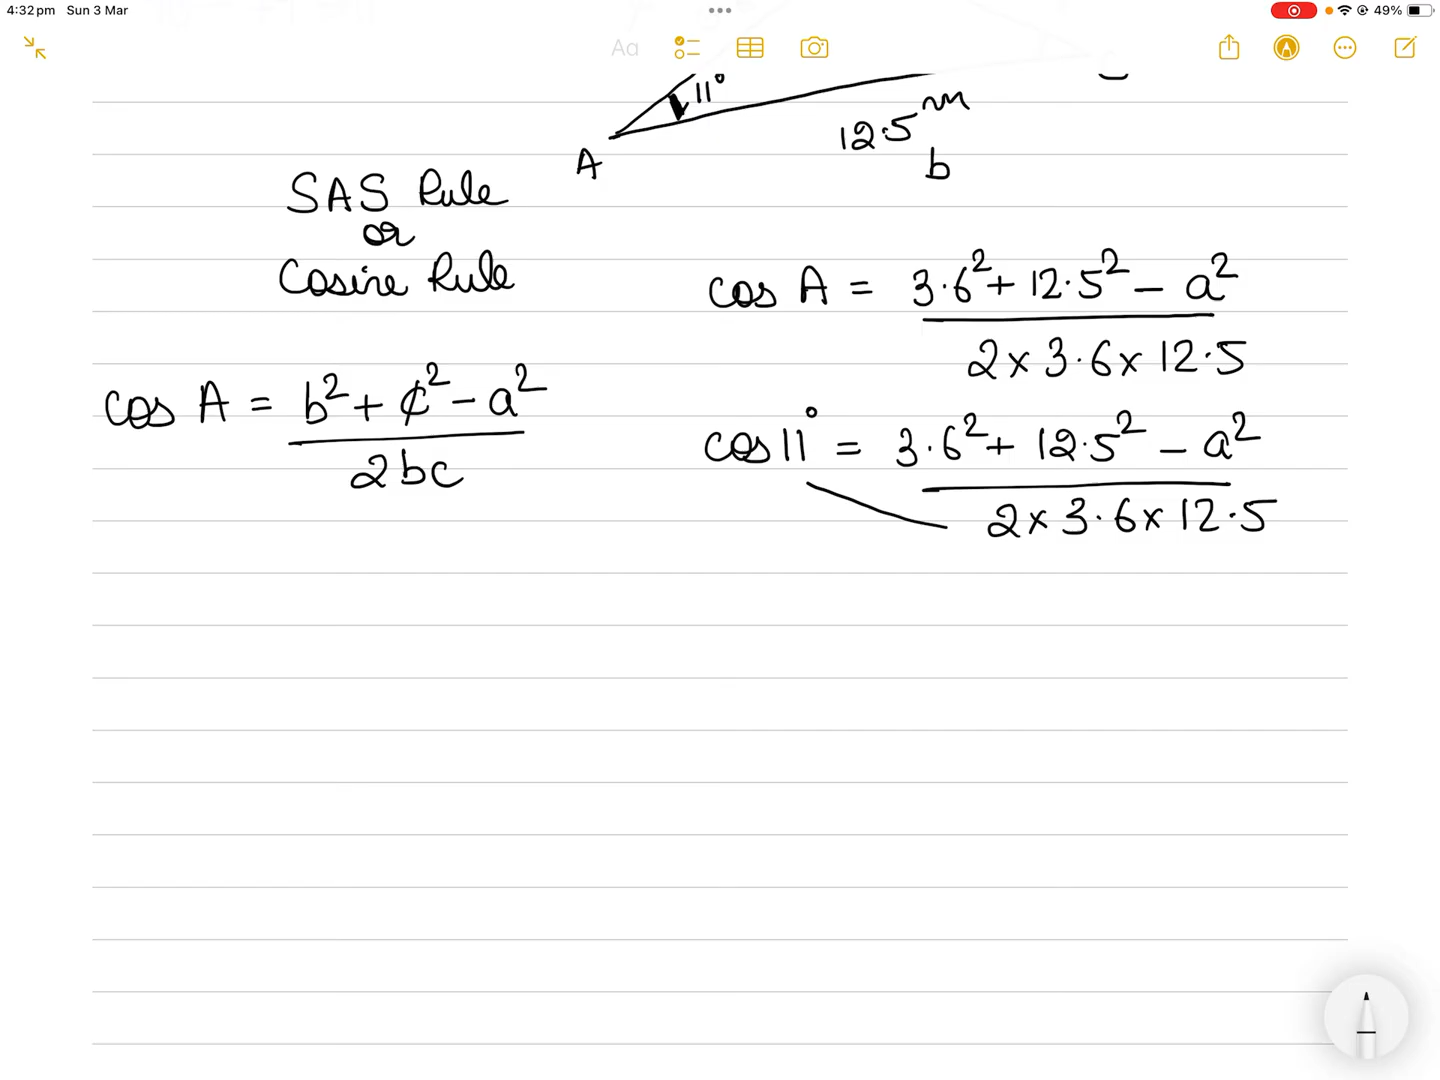 4:32 pm Sun 3 Mar
49%
Aa
11°
12.5 m
A
b
SAS Rule
or
Cosine Rule
cos A = b² + c² - a²
2bc
cos A = 3.6² + 12.5² - a²
2 x 3.6 x 12.5
cos 11° = 3.6² + 12.5² - a²
2 x 3.6 x 12.5